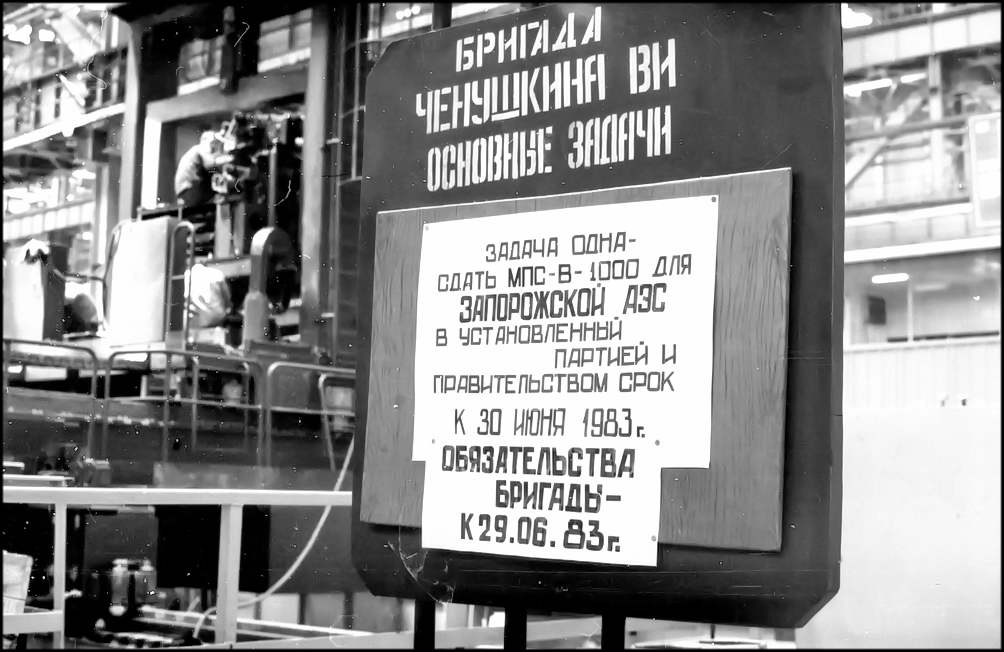 БРИГАДА
ЧЕНУШКИНА ВИ
ОСНОВНЫЕ ЗАДАЧИ
ЗАДАЧА ОДНА-
СДАТЬ МПС-В-1000 ДЛЯ
ЗАПОРОЖСКОЙ АЭС
В УСТАНОВЛЕННЫЙ
ПАРТИЕЙ И
ПРАВИТЕЛЬСТВОМ СРОК
К 30 ИЮНЯ 1983г.
ОБЯЗАТЕЛЬСТВА
БРИГАДЫ-
К 29.06.83г.